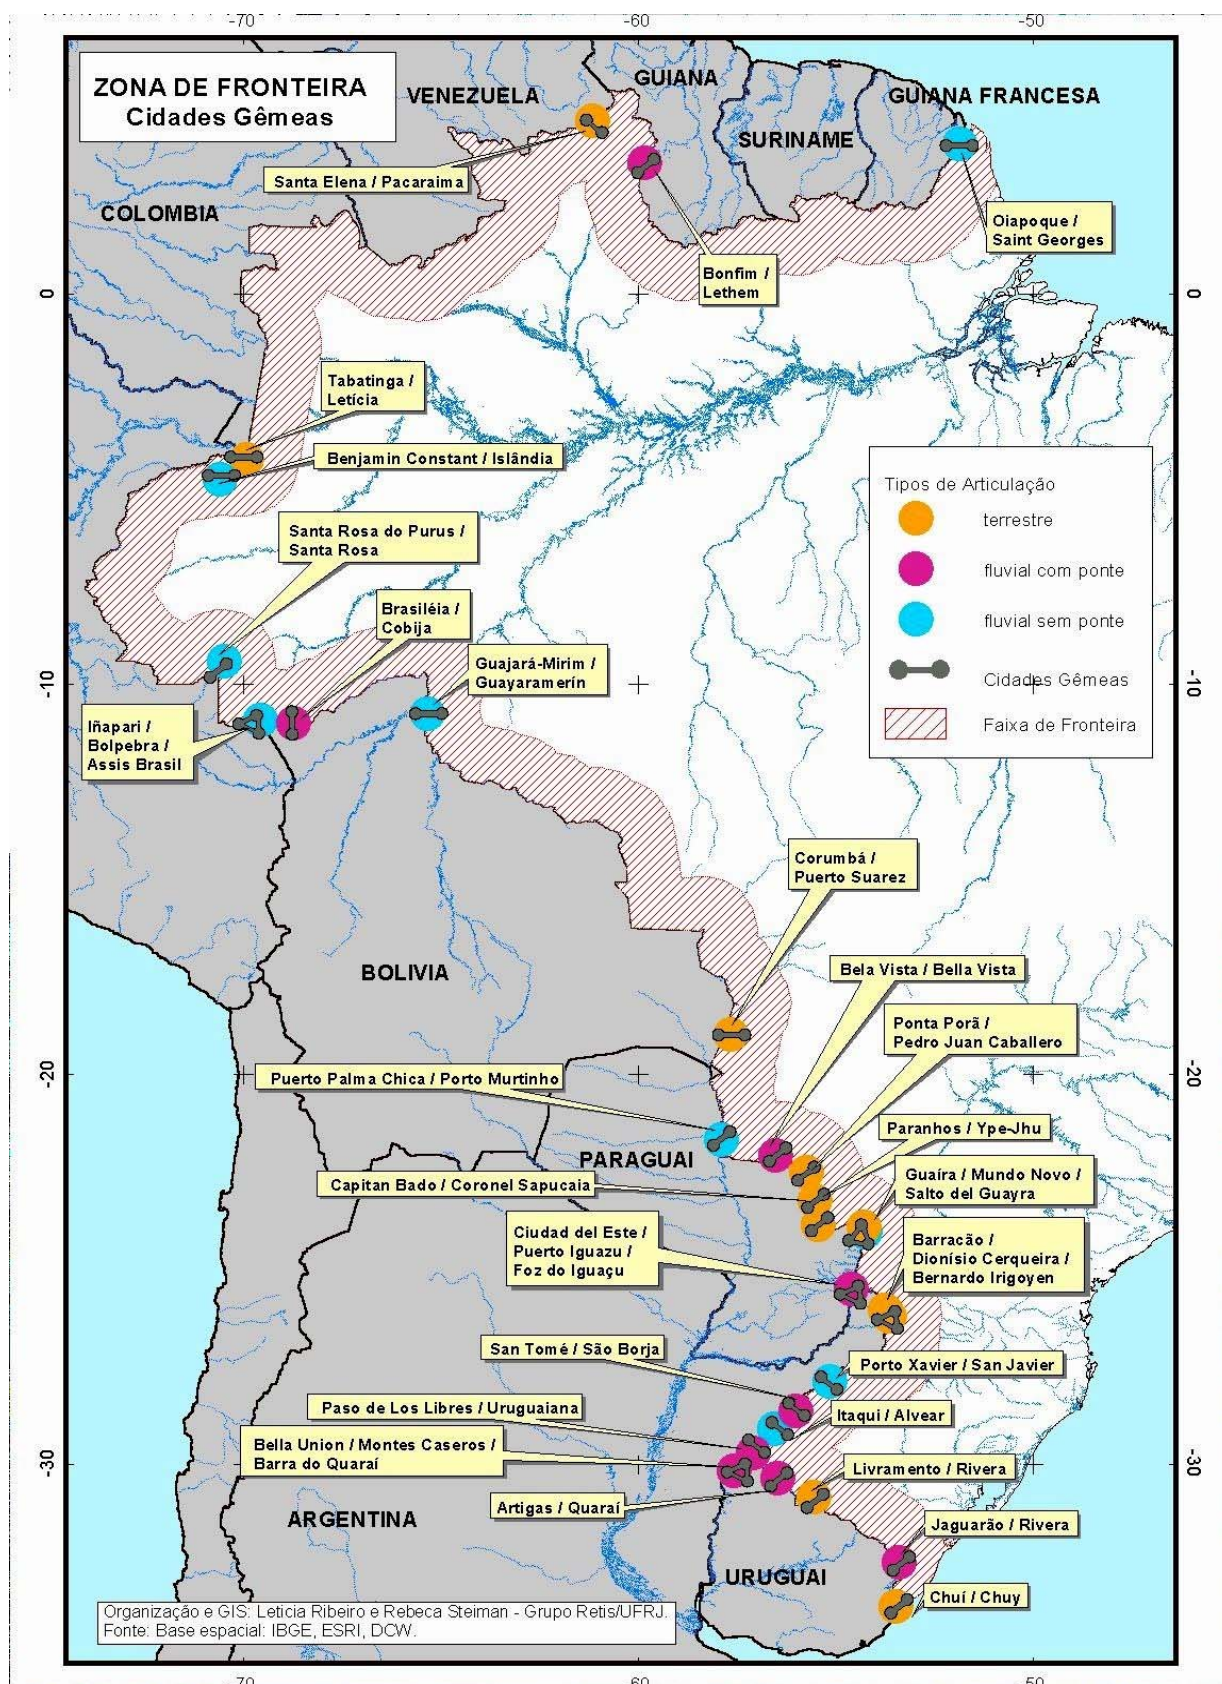 -70
-60
-50
ZONA DE FRONTEIRA
Cidades Gêmeas
VENEZUELA
GUIANA
GUIANA FRANCESA
SURINAME
COLOMBIA
Santa Elena / Pacaraima
Oiapoque /
Saint Georges
Bonfim /
Lethem
0
0
Tabatinga /
Letícia
Benjamin Constant / Islândia
Tipos de Articulação
terrestre
fluvial com ponte
fluvial sem ponte
Cidades Gêmeas
Faixa de Fronteira
Santa Rosa do Purus /
Santa Rosa
Brasiléia /
Cobija
Guajará-Mirim /
Guayaramerín
-10
-10
Iñapari /
Bolpebra /
Assis Brasil
Corumbá /
Puerto Suarez
BOLIVIA
Bela Vista / Bella Vista
Ponta Porã /
Pedro Juan Caballero
-20
-20
Puerto Palma Chica / Porto Murtinho
Paranhos / Ype-Jhu
PARAGUAI
Capitan Bado / Coronel Sapucaia
Guaíra / Mundo Novo /
Salto del Guayra
Ciudad del Este /
Puerto Iguazu /
Foz do Iguaçu
Barracão /
Dionísio Cerqueira /
Bernardo Irigoyen
San Tomé / São Borja
Porto Xavier / San Javier
Paso de Los Libres / Uruguaiana
Itaqui / Alvear
Bella Union / Montes Caseros /
Barra do Quaraí
-30
-30
Livramento / Rivera
Artigas / Quaraí
ARGENTINA
Jaguarão / Rivera
URUGUAI
Chuí / Chuy
Organização e GIS: Leticia Ribeiro e Rebeca Steiman - Grupo Retis/UFRJ.
Fonte: Base espacial: IBGE, ESRI, DCW.
-70
-60
-50